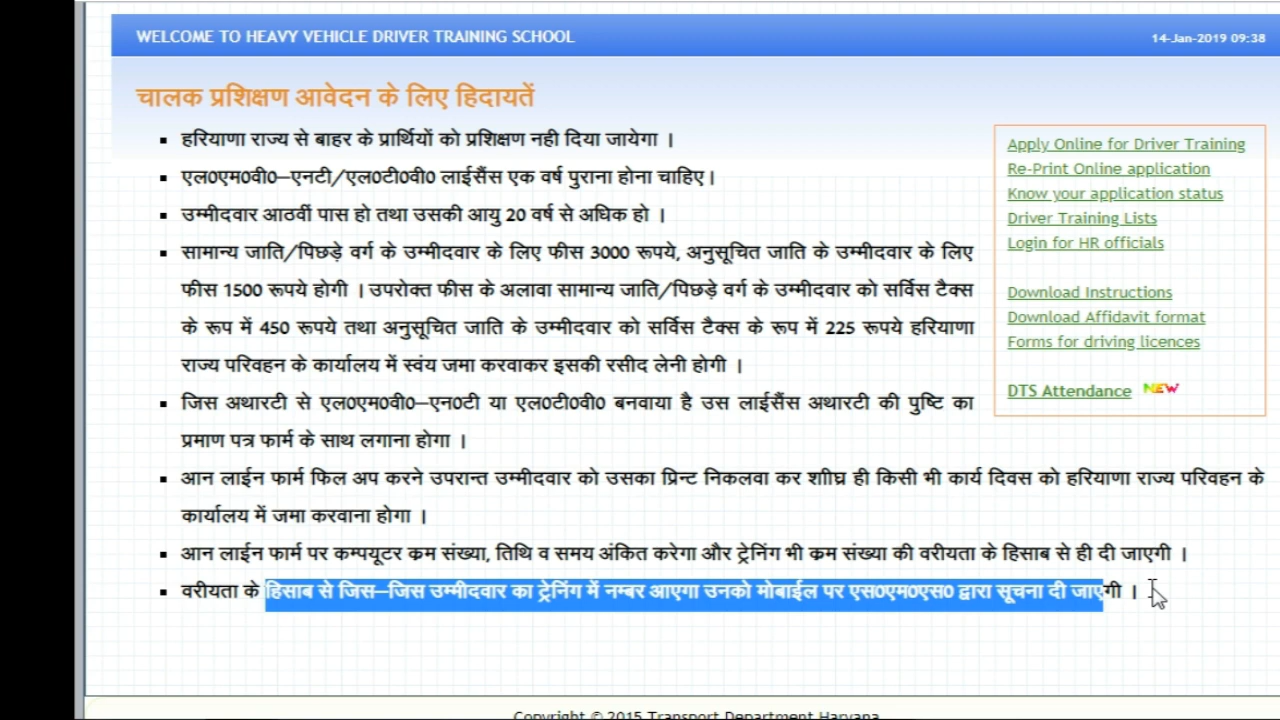 WELCOME TO HEAVY VEHICLE DRIVER TRAINING SCHOOL
14-Jan-2019 09:38
चालक प्रशिक्षण आवेदन के लिए हिदायतें
▪ हरियाणा राज्य से बाहर के प्रार्थियों को प्रशिक्षण नही दिया जायेगा ।
▪ एल0एम0वी0–एनटी/एल0टी0वी0 लाईसैंस एक वर्ष पुराना होना चाहिए।
▪ उम्मीदवार आठवीं पास हो तथा उसकी आयु 20 वर्ष से अधिक हो ।
▪ सामान्य जाति/पिछड़े वर्ग के उम्मीदवार के लिए फीस 3000 रूपये, अनुसूचित जाति के उम्मीदवार के लिए
फीस 1500 रूपये होगी । उपरोक्त फीस के अलावा सामान्य जाति/पिछड़े वर्ग के उम्मीदवार को सर्विस टैक्स
के रूप में 450 रूपये तथा अनुसूचित जाति के उम्मीदवार को सर्विस टैक्स के रूप में 225 रूपये हरियाणा
राज्य परिवहन के कार्यालय में स्वंय जमा करवाकर इसकी रसीद लेनी होगी ।
▪ जिस अथारटी से एल0एम0वी0–एन0टी या एल0टी0वी0 बनवाया है उस लाईसैंस अथारटी की पुष्टि का
प्रमाण पत्र फार्म के साथ लगाना होगा ।
▪ आन लाईन फार्म फिल अप करने उपरान्त उम्मीदवार को उसका प्रिन्ट निकलवा कर शाीघ्र ही किसी भी कार्य दिवस को हरियाणा राज्य परिवहन के
कार्यालय में जमा करवाना होगा ।
▪ आन लाईन फार्म पर कम्पयूटर क्रम संख्या, तिथि व समय अंकित करेगा और ट्रेनिंग भी क्रम संख्या की वरीयता के हिसाब से ही दी जाएगी ।
▪ वरीयता के हिसाब से जिस–जिस उम्मीदवार का ट्रेनिंग में नम्बर आएगा उनको मोबाईल पर एस0एम0एस0 द्वारा सूचना दी जाएगी ।
Apply Online for Driver Training
Re-Print Online application
Know your application status
Driver Training Lists
Login for HR officials
Download Instructions
Download Affidavit format
Forms for driving licences
DTS Attendance NEW
Copyright © 2015 Transport Department Haryana